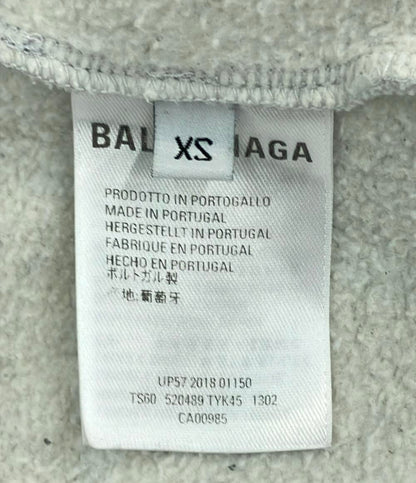 BAL
IAGA
XS
PRODOTTO IN PORTOGALLO
MADE IN PORTUGAL
HERGESTELLT IN PORTUGAL
FABRIQUE EN PORTUGAL
HECHO EN PORTUGAL
ポルトガル製
地:葡萄牙
UP57 2018 01150
TS60 520489 TYK45 1302
CA00985